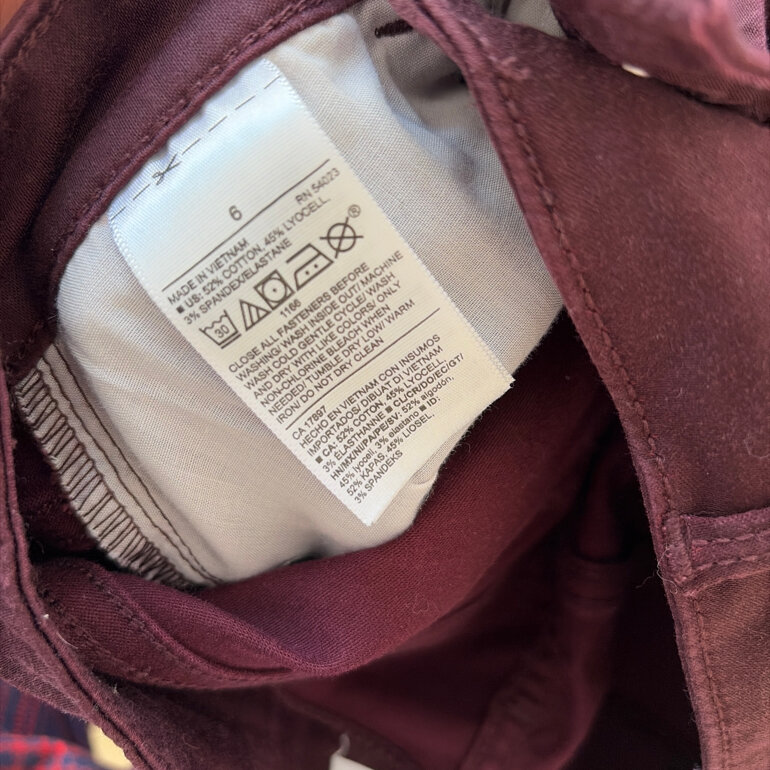 6
RN 54023
MADE IN VIETNAM
■ US: 52% COTTON, 45% LYOCELL,
3% SPANDEX/ELASTANE
30
®
1166
CLOSE ALL FASTENERS BEFORE
WASHING/ WASH INSIDE OUT/ MACHINE
WASH COLD GENTLE CYCLE/ WASH
AND DRY WITH LIKE COLORS/ ONLY
NON-CHLORINE BLEACH WHEN
NEEDED/ TUMBLE DRY LOW/ WARM
IRON/ DO NOT DRY CLEAN
CA 17897
HECHO EN VIETNAM CON INSUMOS
IMPORTADOS/ DIBUAT DI VIETNAM
■ CA: 52% COTTON, 45% LYOCELL,
3% ÉLASTHANNE ■ CL/CR/DO/EC/GT/
HN/MX/NI/PA/PE/SV: 52% algodón,
45% lyocell, 3% elastano ■ ID:
52% KAPAS, 45% LIOSEL,
3% SPANDEKS